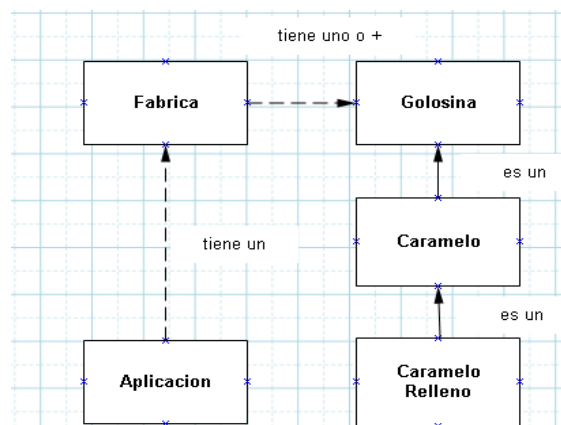 tiene uno o +
Fabrica
Golosina
es un
tiene un
Caramelo
es un
Aplicacion
Caramelo
Relleno